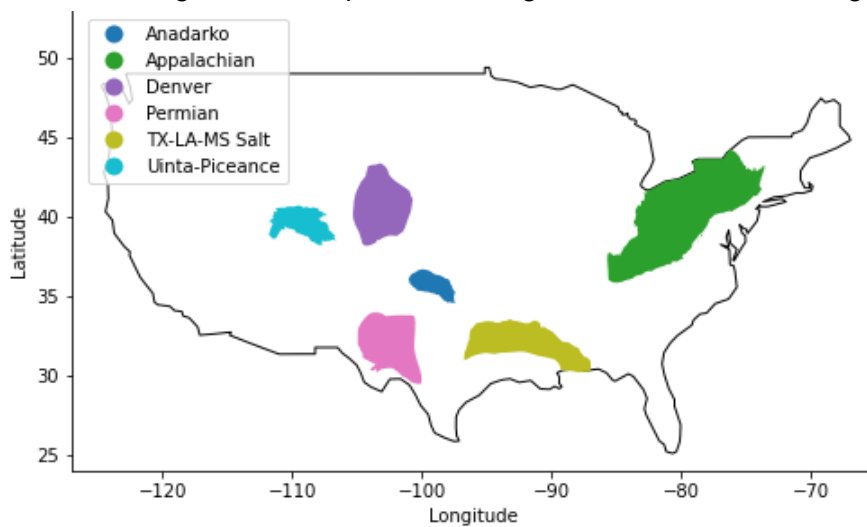 Anadarko
Appalachian
Denver
Permian
TX-LA-MS Salt
Uinta-Piceance
50
45
40
35
30
25
Latitude
−120
−110
−100
−90
−80
−70
Longitude